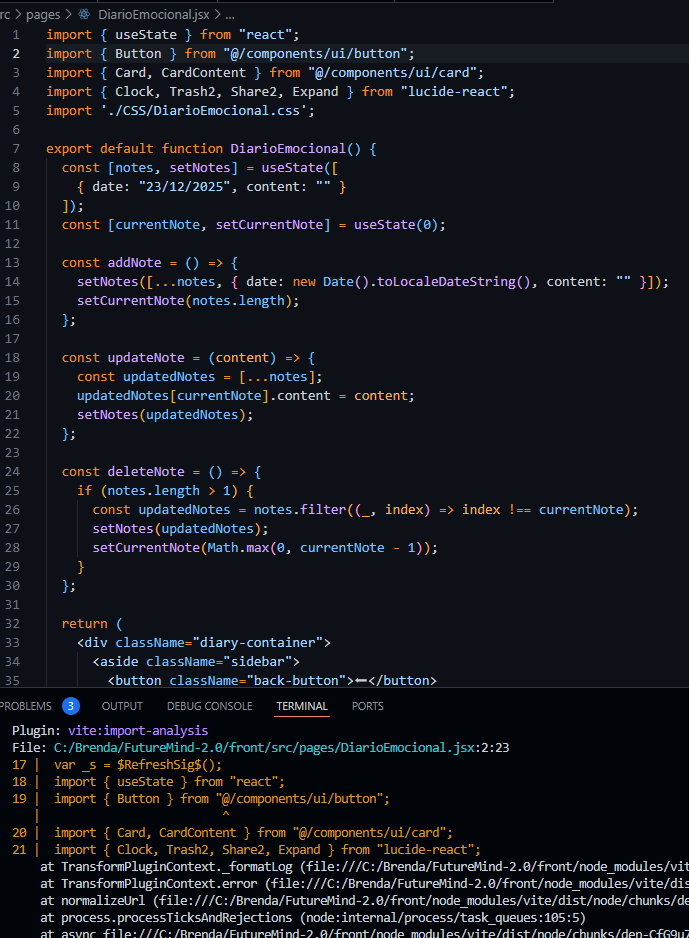 rc > pages > DiarioEmocional.jsx > ...
1 import { useState } from "react";
2 import { Button } from "@/components/ui/button";
3 import { Card, CardContent } from "@/components/ui/card";
4 import { Clock, Trash2, Share2, Expand } from "lucide-react";
5 import './CSS/DiarioEmocional.css';
6
7 export default function DiarioEmocional() {
8 const [notes, setNotes] = useState([
9 { date: "23/12/2025", content: "" }
10 ]);
11 const [currentNote, setCurrentNote] = useState(0);
12
13 const addNote = () => {
14 setNotes([...notes, { date: new Date().toLocaleDateString(), content: "" }]);
15 setCurrentNote(notes.length);
16 };
17
18 const updateNote = (content) => {
19 const updatedNotes = [...notes];
20 updatedNotes[currentNote].content = content;
21 setNotes(updatedNotes);
22 };
23
24 const deleteNote = () => {
25 if (notes.length > 1) {
26 const updatedNotes = notes.filter((_, index) => index !== currentNote);
27 setNotes(updatedNotes);
28 setCurrentNote(Math.max(0, currentNote - 1));
29 }
30 };
31
32 return (
33 <div className="diary-container">
34 <aside className="sidebar">
35 <button className="back-button">⬅</button>
PROBLEMS 3 OUTPUT DEBUG CONSOLE TERMINAL PORTS
Plugin: vite:import-analysis
File: C:/Brenda/FutureMind-2.0/front/src/pages/DiarioEmocional.jsx:2:23
17 | var _s = $RefreshSig$();
18 | import { useState } from "react";
19 | import { Button } from "@/components/ui/button";
| ^
20 | import { Card, CardContent } from "@/components/ui/card";
21 | import { Clock, Trash2, Share2, Expand } from "lucide-react";
at TransformPluginContext._formatLog (file:///C:/Brenda/FutureMind-2.0/front/node_modules/vit
at TransformPluginContext.error (file:///C:/Brenda/FutureMind-2.0/front/node_modules/vite/dis
at normalizeUrl (file:///C:/Brenda/FutureMind-2.0/front/node_modules/vite/dist/node/chunks/de
at process.processTicksAndRejections (node:internal/process/task_queues:105:5)
at async file:///C:/Brenda/FutureMind-2.0/front/node_modules/vite/dist/node/chunks/dep-CfG9u7